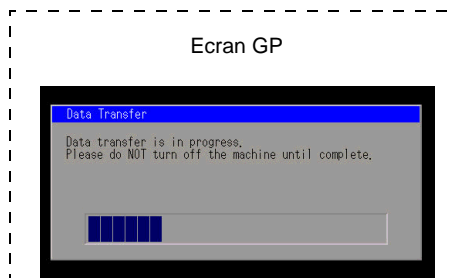 Ecran GP
Data Transfer
Data transfer is in progress.
Please do NOT turn off the machine until complete.